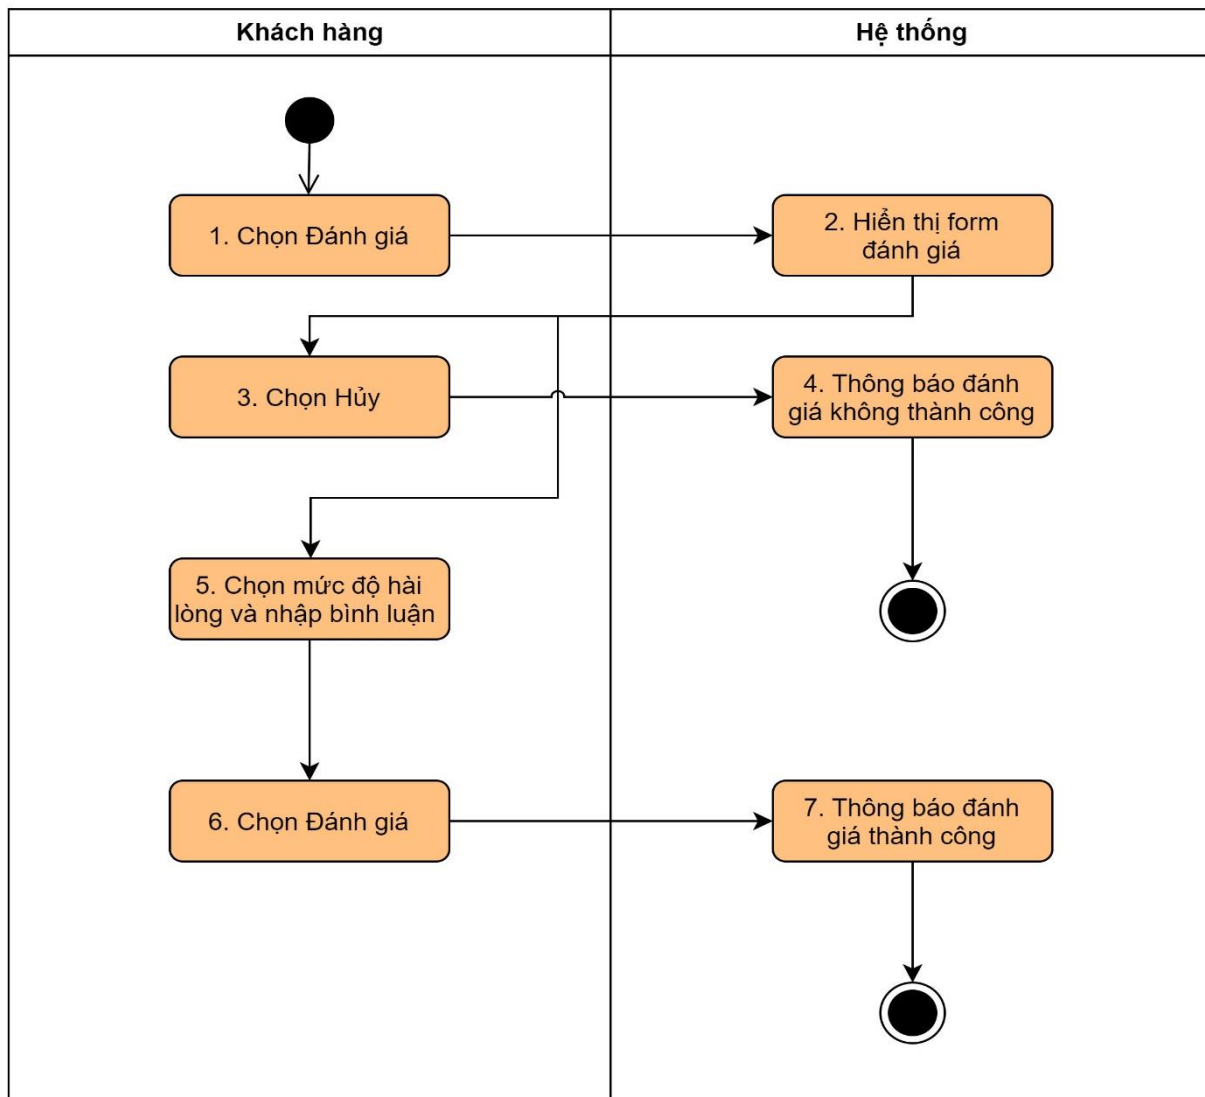 Khách hàng
Hệ thống
1. Chọn Đánh giá
2. Hiển thị form
đánh giá
3. Chọn Hủy
4. Thông báo đánh
giá không thành công
5. Chọn mức độ hài
lòng và nhập bình luận
6. Chọn Đánh giá
7. Thông báo đánh
giá thành công